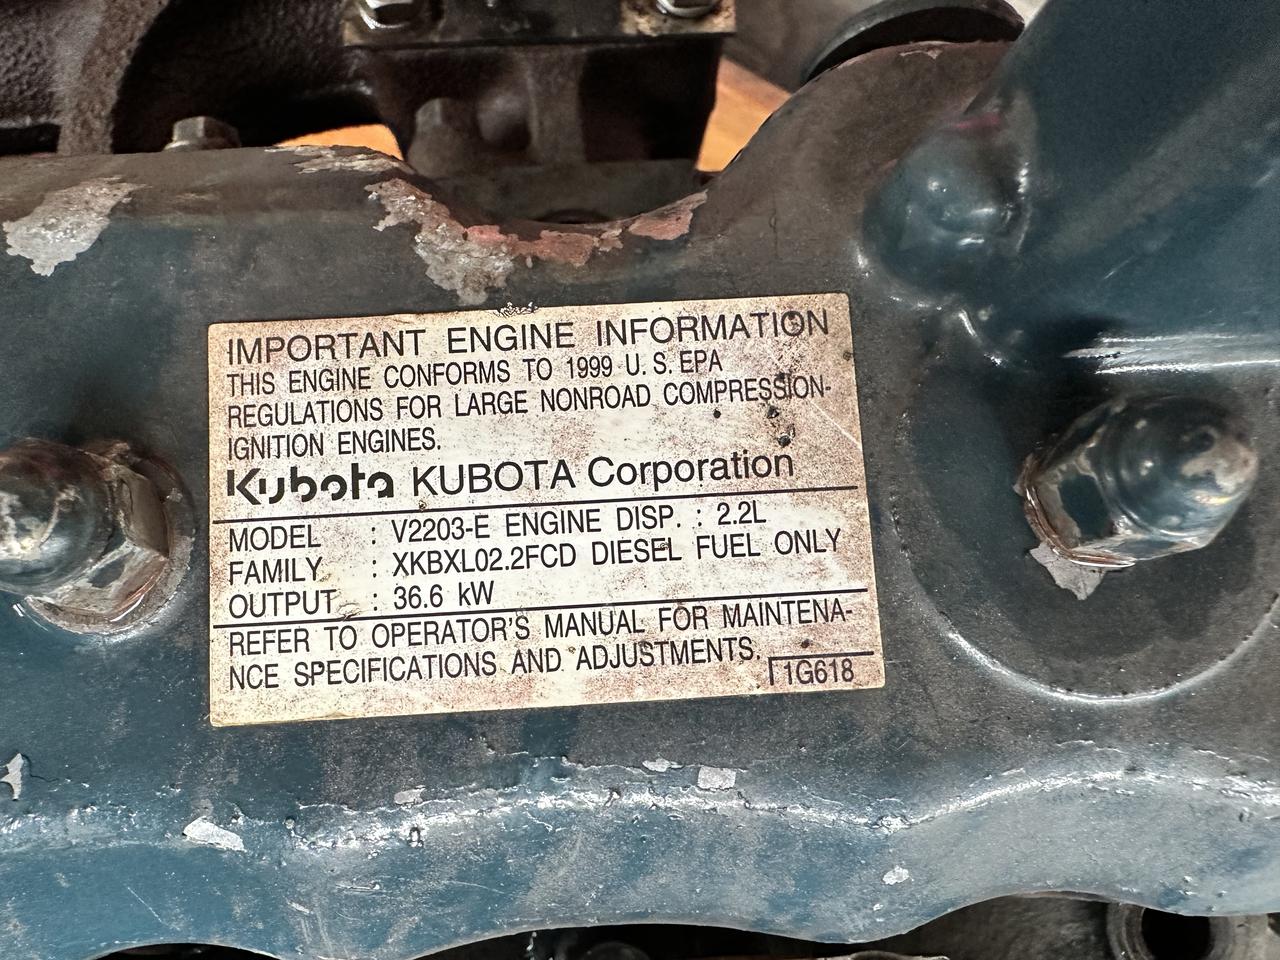 IMPORTANT ENGINE INFORMATION
THIS ENGINE CONFORMS TO 1999 U.S. EPA
REGULATIONS FOR LARGE NONROAD COMPRESSION-
IGNITION ENGINES.
Kubota KUBOTA Corporation
MODEL : V2203-E ENGINE DISP. : 2.2L
FAMILY : XKBXL02.2FCD DIESEL FUEL ONLY
OUTPUT : 36.6 kW
REFER TO OPERATOR'S MANUAL FOR MAINTENA-
NCE SPECIFICATIONS AND ADJUSTMENTS.
1G618